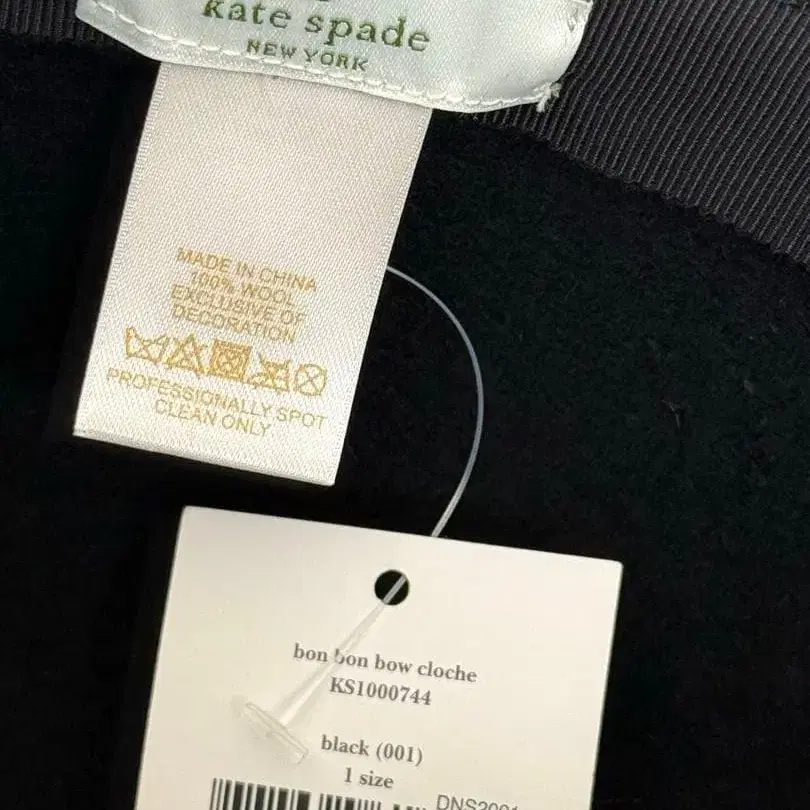 kate spade
NEW YORK
MADE IN CHINA
100% WOOL
EXCLUSIVE OF
DECORATION
PROFESSIONALLY SPOT
CLEAN ONLY
bon bon bow cloche
KS1000744
black (001)
1 size